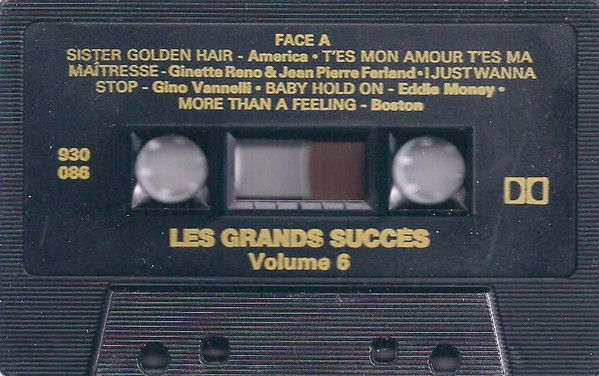 FACE A
SISTER GOLDEN HAIR - America • T'ES MON AMOUR T'ES MA
MAÎTRESSE - Ginette Reno & Jean Pierre Ferland • I JUST WANNA
STOP - Gino Vannelli • BABY HOLD ON - Eddie Money •
MORE THAN A FEELING - Boston
930
086
LES GRANDS SUCCÈS
Volume 6